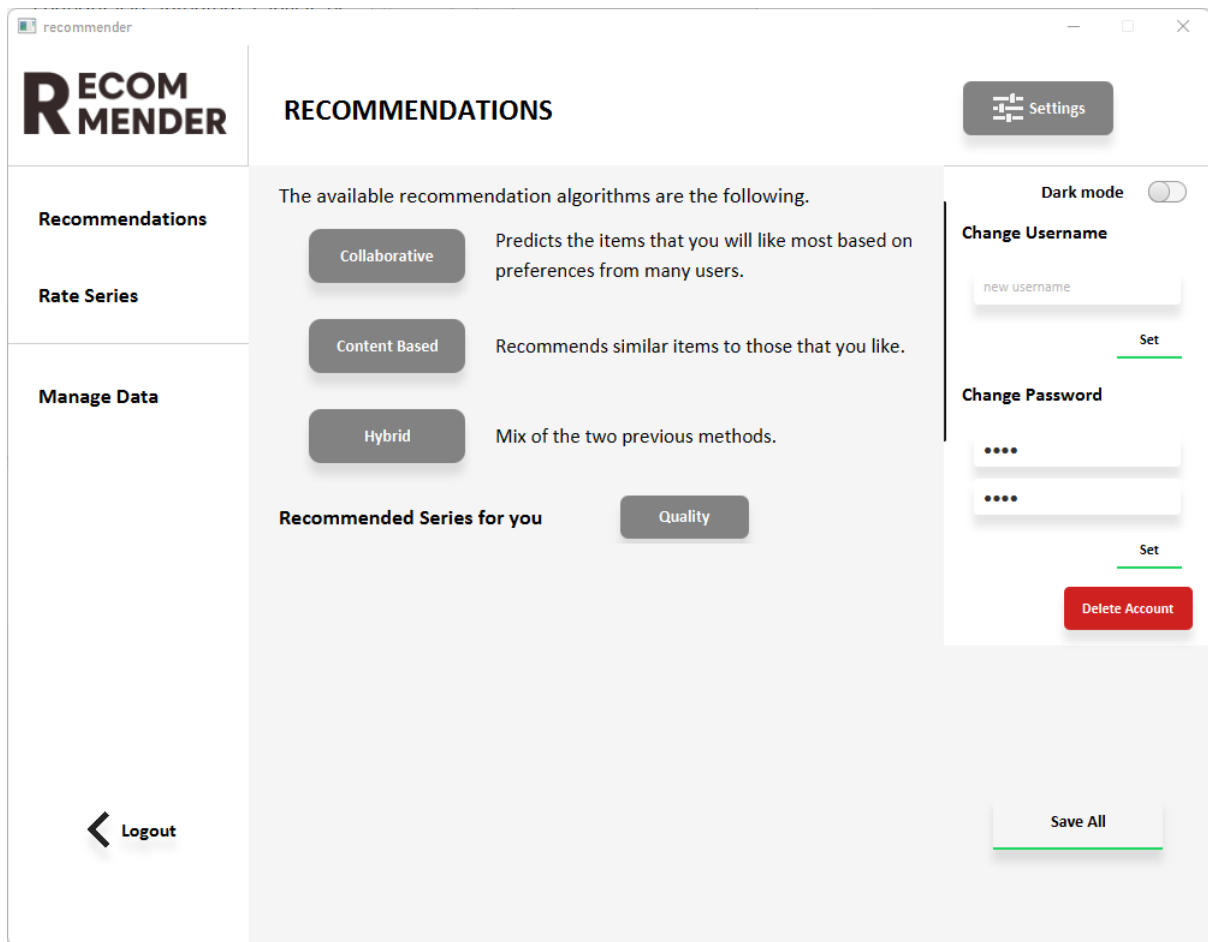 recommender
RECOM
MENDER
RECOMMENDATIONS
Settings
Recommendations
Rate Series
Manage Data
Logout
The available recommendation algorithms are the following.
Collaborative
Predicts the items that you will like most based on
preferences from many users.
Content Based
Recommends similar items to those that you like.
Hybrid
Mix of the two previous methods.
Recommended Series for you
Quality
Dark mode
Change Username
new username
Set
Change Password
••••
••••
Set
Delete Account
Save All